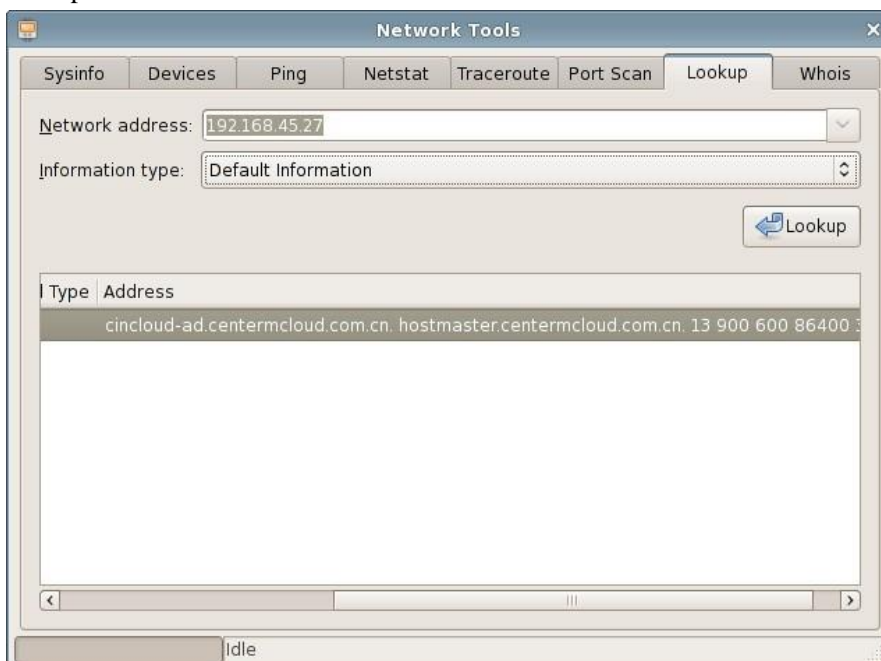 Network Tools
Sysinfo Devices Ping Netstat Traceroute Port Scan Lookup Whois
Network address: 192.168.45.27
Information type: Default Information
Lookup
Type Address
cincloud-ad.centermcloud.com.cn. hostmaster.centermcloud.com.cn. 13 900 600 86400
Idle